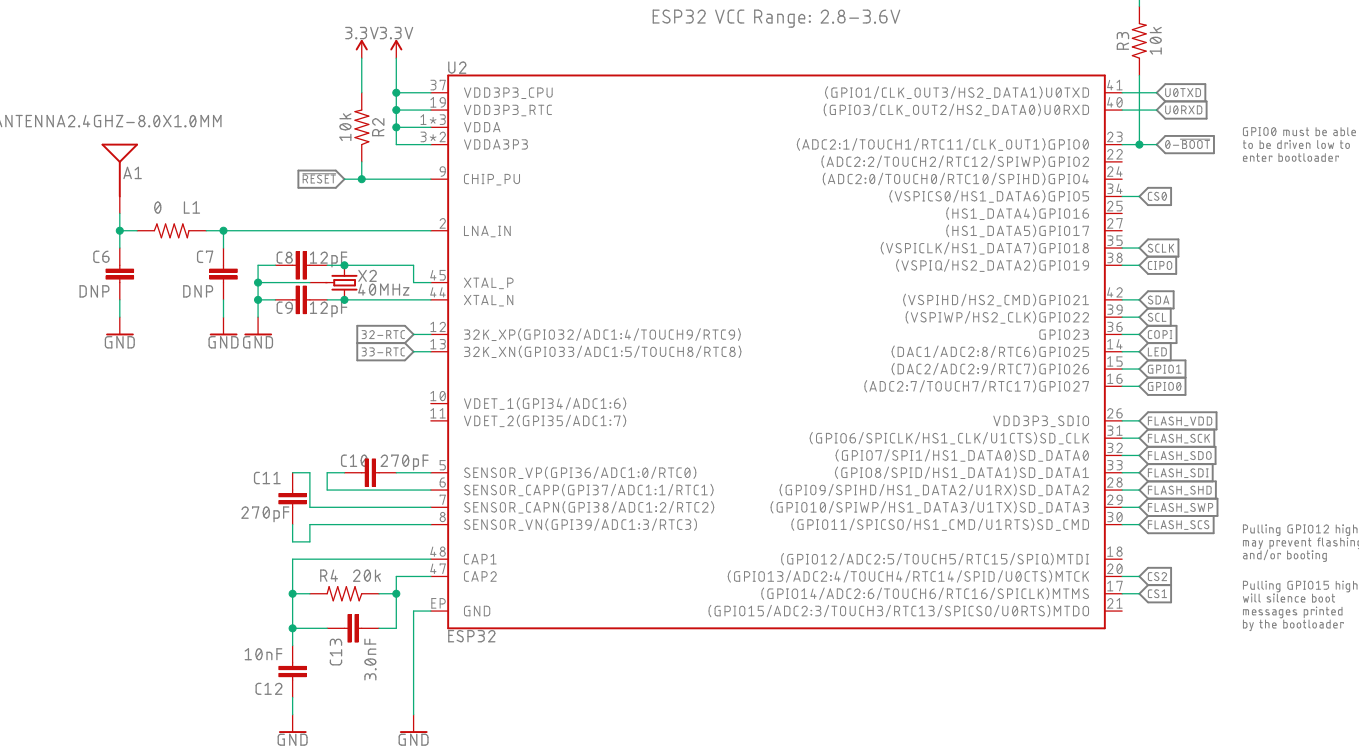 ESP32 VCC Range: 2.8-3.6V
3.3V 3.3V
R3
10k
U2
ANTENNA2.4GHZ-8.0X1.0MM
A1
0 L1
C6
DNP
GND
C7
DNP
GND
GND
10k
R2
RESET
C8 12pF
X2
40MHz
C9 12pF
32-RTC
33-RTC
C10 270pF
C11
270pF
R4 20k
C13
3.0nF
10nF
C12
GND
GND
37 VDD3P3_CPU
19 VDD3P3_RTC
1*3 VDDA
3*2 VDDA3P3
9 CHIP_PU
2 LNA_IN
45 XTAL_P
44 XTAL_N
12 32K_XP(GPIO32/ADC1:4/TOUCH9/RTC9)
13 32K_XN(GPIO33/ADC1:5/TOUCH8/RTC8)
10 VDET_1(GPI34/ADC1:6)
11 VDET_2(GPI35/ADC1:7)
5 SENSOR_VP(GPI36/ADC1:0/RTC0)
6 SENSOR_CAPP(GPI37/ADC1:1/RTC1)
7 SENSOR_CAPN(GPI38/ADC1:2/RTC2)
8 SENSOR_VN(GPI39/ADC1:3/RTC3)
48 CAP1
47 CAP2
EP GND
ESP32
(GPIO1/CLK_OUT3/HS2_DATA1)U0TXD 41 U0TXD
(GPIO3/CLK_OUT2/HS2_DATA0)U0RXD 40 U0RXD
(ADC2:1/TOUCH1/RTC11/CLK_OUT1)GPIO0 23 0-BOOT
(ADC2:2/TOUCH2/RTC12/SPIWP)GPIO2 22
(ADC2:0/TOUCH0/RTC10/SPIHD)GPIO4 24
(VSPICS0/HS1_DATA6)GPIO5 34 CS0
(HS1_DATA4)GPIO16 25
(HS1_DATA5)GPIO17 27
(VSPICLK/HS1_DATA7)GPIO18 35 SCLK
(VSPIQ/HS2_DATA2)GPIO19 38 CIPO
(VSPIHD/HS2_CMD)GPIO21 42 SDA
(VSPIWP/HS2_CLK)GPIO22 39 SCL
GPIO23 36 COPI
(DAC1/ADC2:8/RTC6)GPIO25 14 LED
(DAC2/ADC2:9/RTC7)GPIO26 15 GPIO1
(ADC2:7/TOUCH7/RTC17)GPIO27 16 GPIO0
VDD3P3_SDIO 26 FLASH_VDD
(GPIO6/SPICLK/HS1_CLK/U1CTS)SD_CLK 31 FLASH_SCK
(GPIO7/SPI1/HS1_DATA0)SD_DATA0 32 FLASH_SDO
(GPIO8/SPID/HS1_DATA1)SD_DATA1 33 FLASH_SDI
(GPIO9/SPIHD/HS1_DATA2/U1RX)SD_DATA2 28 FLASH_SHD
(GPIO10/SPIWP/HS1_DATA3/U1TX)SD_DATA3 29 FLASH_SWP
(GPIO11/SPICS0/HS1_CMD/U1RTS)SD_CMD 30 FLASH_SCS
(GPIO12/ADC2:5/TOUCH5/RTC15/SPIQ)MTDI 18
(GPIO13/ADC2:4/TOUCH4/RTC14/SPID/U0CTS)MTCK 20 CS2
(GPIO14/ADC2:6/TOUCH6/RTC16/SPICLK)MTMS 17 CS1
(GPIO15/ADC2:3/TOUCH3/RTC13/SPICS0/U0RTS)MTDO 21
GPIO0 must be able
to be driven low to
enter bootloader
Pulling GPIO12 high
may prevent flashing
and/or booting
Pulling GPIO15 high
will silence boot
messages printed
by the bootloader